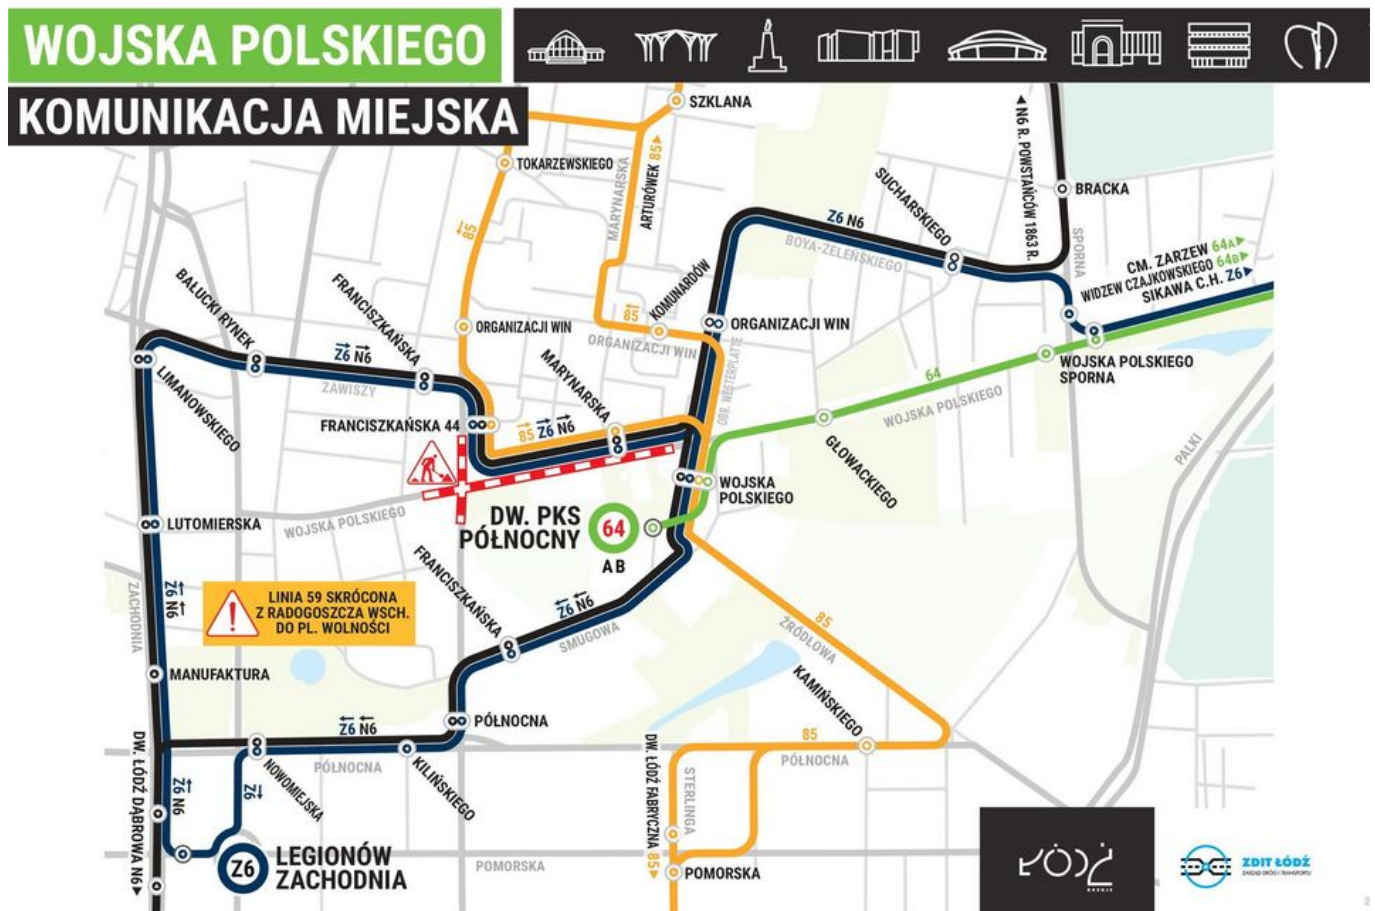 WOJSKA POLSKIEGO
KOMUNIKACJA MIEJSKA
SZKLANA
TOKARZEWSKIEGO
MARYNARSKA
ARTURÓWEK 85
85
SUCHARSKIEGO
Z6 N6
BOYA-ŻELEŃSKIEGO
N6 R. POWSTAŃCÓW 1863 R.
BRACKA
SPORNA
CM. ZARZEW 64A
WIDZEW CZAJKOWSKIEGO 64B
SIKAWA C.H. Z6
BAŁUCKI RYNEK
FRANCISZKAŃSKA
ORGANIZACJI WIN
KOMUNARDÓW
85
ORGANIZACJI WIN
ORGANIZACJI WIN
OBR. WESTERPLATTE
Z6 N6
ZAWISZY
LIMANOWSKIEGO
MARYNARSKA
FRANCISZKAŃSKA 44
85 Z6 N6
64
WOJSKA POLSKIEGO
WOJSKA POLSKIEGO
SPORNA
GŁOWACKIEGO
PALKI
WOJSKA
POLSKIEGO
LUTOMIERSKA
WOJSKA POLSKIEGO
DW. PKS
PÓŁNOCNY
64
A B
ZACHODNIA
Z6 N6
LINIA 59 SKRÓCONA
Z RADOGOSZCZA WSCH.
DO PL. WOLNOŚCI
FRANCISZKAŃSKA
Z6 N6
SMUGOWA
85
ŹRÓDŁOWA
MANUFAKTURA
KAMIŃSKIEGO
PÓŁNOCNA
Z6 N6
PÓŁNOCNA
NOWOMIEJSKA
KILIŃSKIEGO
85
PÓŁNOCNA
DW. ŁÓDŹ DĄBROWA N6
Z6 N6
Z6
DW. ŁÓDŹ FABRYCZNA 85
STERLINGA
Z6
LEGIONÓW
ZACHODNIA
POMORSKA
POMORSKA
ŁÓDŹ
KREUJE
ZDIT ŁÓDŹ
ZARZĄD DRÓG I TRANSPORTU